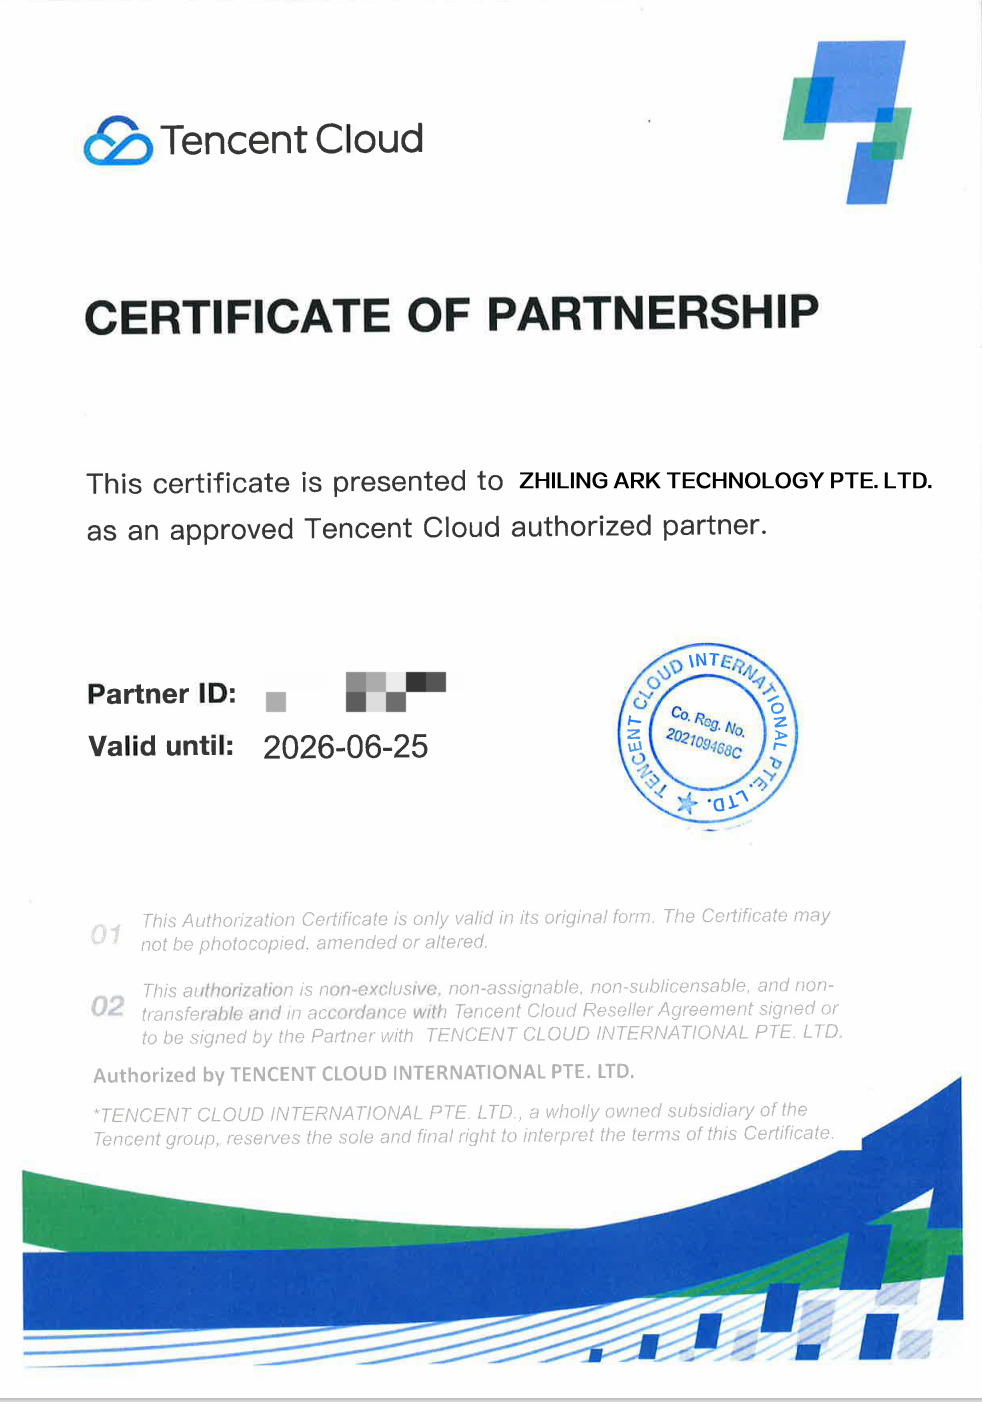 Tencent Cloud
CERTIFICATE OF PARTNERSHIP
This certificate is presented to ZHILING ARK TECHNOLOGY PTE. LTD.
as an approved Tencent Cloud authorized partner.
Partner ID:
Valid until: 2026-06-25
TENCENT CLOUD INTERNATIONAL PTE. LTD.
Co. Reg. No.
202109468C
01 This Authorization Certificate is only valid in its original form. The Certificate may
not be photocopied, amended or altered.
02 This authorization is non-exclusive, non-assignable, non-sublicensable, and non-
transferable and in accordance with Tencent Cloud Reseller Agreement signed or
to be signed by the Partner with TENCENT CLOUD INTERNATIONAL PTE. LTD.
Authorized by TENCENT CLOUD INTERNATIONAL PTE. LTD.
*TENCENT CLOUD INTERNATIONAL PTE. LTD., a wholly owned subsidiary of the
Tencent group, reserves the sole and final right to interpret the terms of this Certificate.